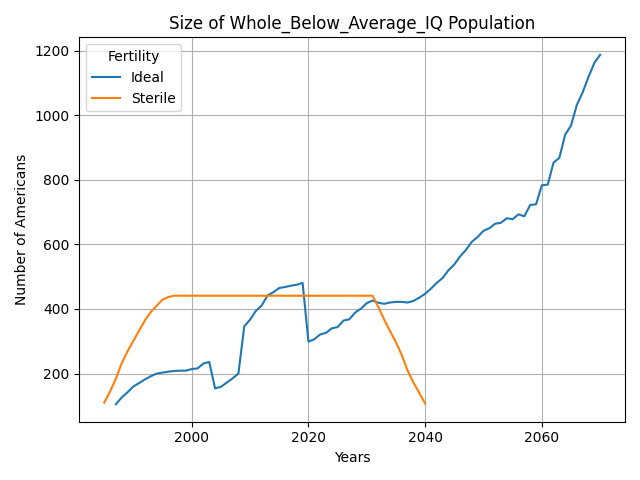 Size of Whole_Below_Average_IQ Population
Fertility
Ideal
Sterile
Number of Americans
1200
1000
800
600
400
200
2000
2020
2040
2060
Years